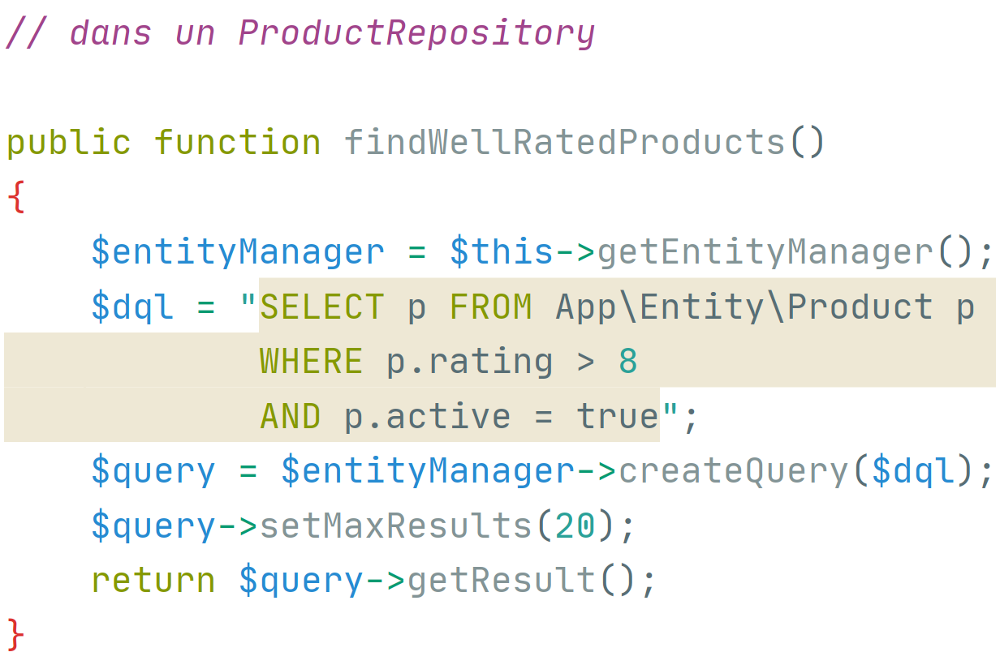 // dans un ProductRepository
public function findWellRatedProducts()
{
    $entityManager = $this->getEntityManager();
    $dql = "SELECT p FROM App\Entity\Product p
            WHERE p.rating > 8
            AND p.active = true";
    $query = $entityManager->createQuery($dql);
    $query->setMaxResults(20);
    return $query->getResult();
}